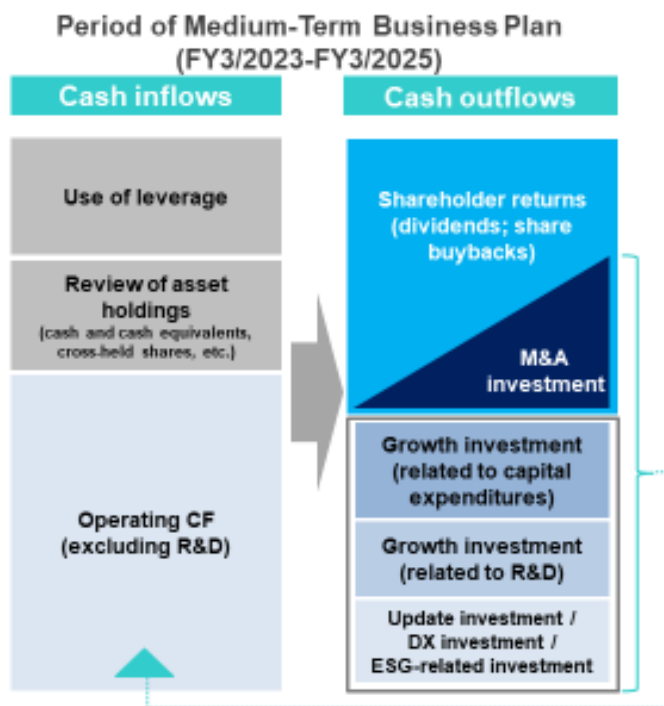 Period of Medium-Term Business Plan
(FY3/2023-FY3/2025)
Cash inflows
Use of leverage
Review of asset
holdings
(cash and cash equivalents,
cross-held shares, etc.)
Operating CF
(excluding R&D)
Cash outflows
Shareholder returns
(dividends; share
buybacks)
M&A
investment
Growth investment
(related to capital
expenditures)
Growth investment
(related to R&D)
Update investment /
DX investment /
ESG-related investment